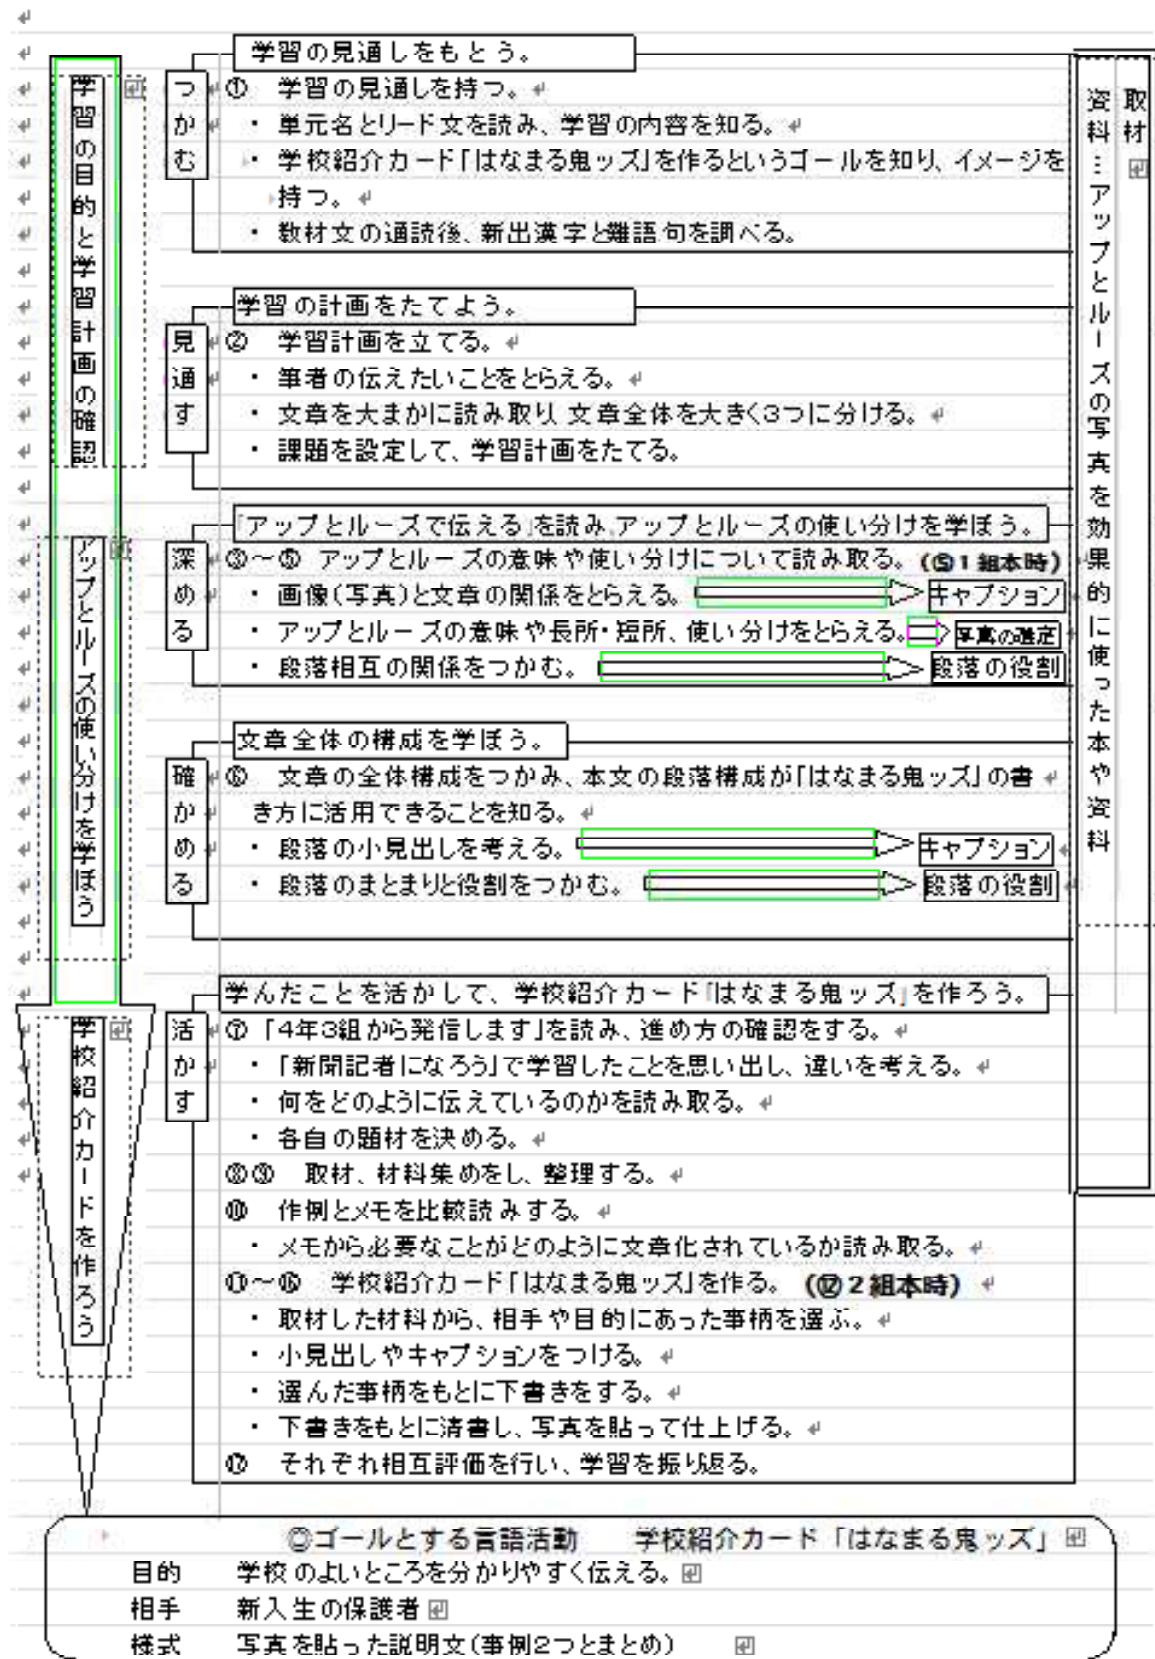 学習の見通しをもとう。
つかむ
① 学習の見通しを持つ。
・ 単元名とリード文を読み、学習の内容を知る。
・ 学校紹介カード「はなまる鬼ッズ」を作るというゴールを知り、イメージを
持つ。
・ 教材文の通読後、新出漢字と難語句を調べる。
学習の計画をたてよう。
見通す
② 学習計画を立てる。
・ 筆者の伝えたいことをとらえる。
・ 文章を大まかに読み取り、文章全体を大きく3つに分ける。
・ 課題を設定して、学習計画をたてる。
「アップとルーズで伝える」を読み、アップとルーズの使い分けを学ぼう。
深める
③~⑤ アップとルーズの意味や使い分けについて読み取る。(⑤1組本時)
・ 画像(写真)と文章の関係をとらえる。 キャプション
・ アップとルーズの意味や長所・短所、使い分けをとらえる。 写真の選定
・ 段落相互の関係をつかむ。 段落の役割
文章全体の構成を学ぼう。
確かめる
⑥ 文章の全体構成をつかみ、本文の段落構成が「はなまる鬼ッズ」の書
き方に活用できることを知る。
・ 段落の小見出しを考える。 キャプション
・ 段落のまとまりと役割をつかむ。 段落の役割
学んだことを活かして、学校紹介カード「はなまる鬼ッズ」を作ろう。
活かす
⑦ 「4年3組から発信します」を読み、進め方の確認をする。
・ 「新聞記者になろう」で学習したことを思い出し、違いを考える。
・ 何をどのように伝えているのかを読み取る。
・ 各自の題材を決める。
⑧⑨ 取材、材料集めをし、整理する。
⑩ 作例とメモを比較読みする。
・ メモから必要なことがどのように文章化されているか読み取る。
⑪~⑯ 学校紹介カード「はなまる鬼ッズ」を作る。 (⑫2組本時)
・ 取材した材料から、相手や目的にあった事柄を選ぶ。
・ 小見出しやキャプションをつける。
・ 選んだ事柄をもとに下書きをする。
・ 下書きをもとに清書し、写真を貼って仕上げる。
⑰ それぞれ相互評価を行い、学習を振り返る。
取材
資料…アップとルーズの写真を効果的に使った本や資料
学習の目的と学習計画の確認
アップとルーズの使い分けを学ぼう
学校紹介カードを作ろう
◎ゴールとする言語活動 学校紹介カード「はなまる鬼ッズ」
目的 学校のよいところを分かりやすく伝える。
相手 新入生の保護者
様式 写真を貼った説明文(事例2つとまとめ)